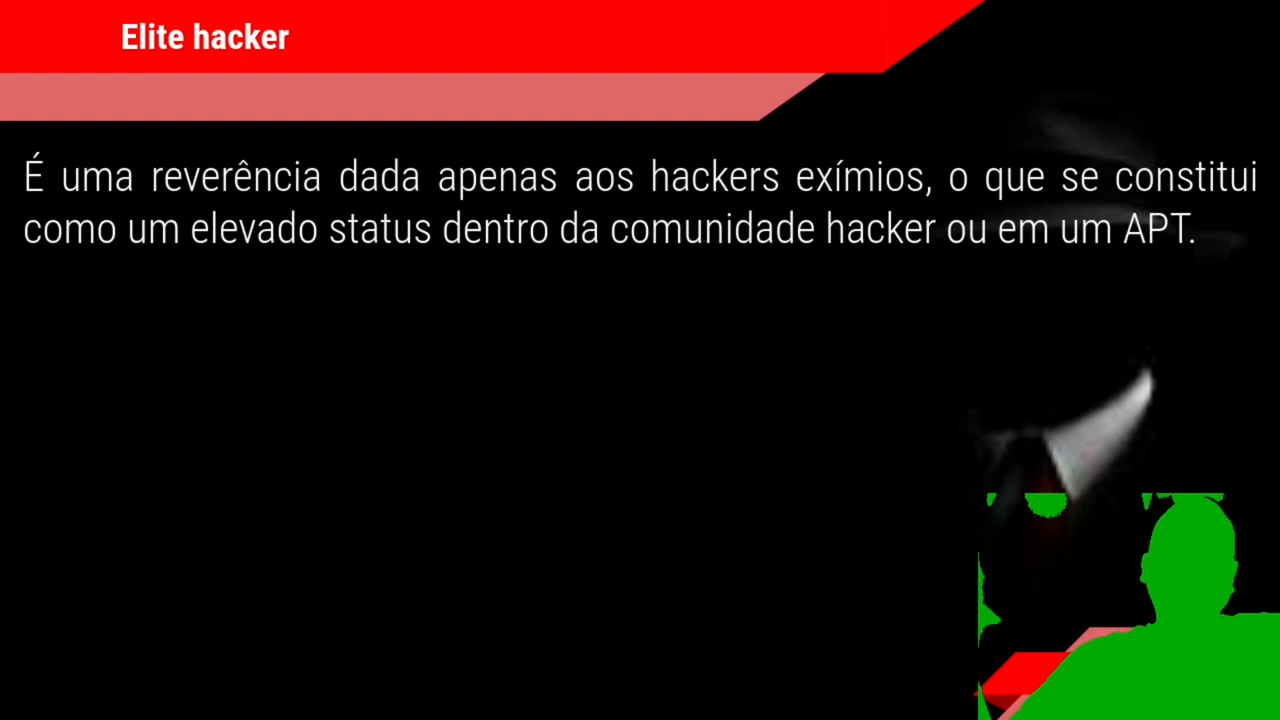 Elite hacker
É uma reverência dada apenas aos hackers exímios, o que se constitui
como um elevado status dentro da comunidade hacker ou em um APT.